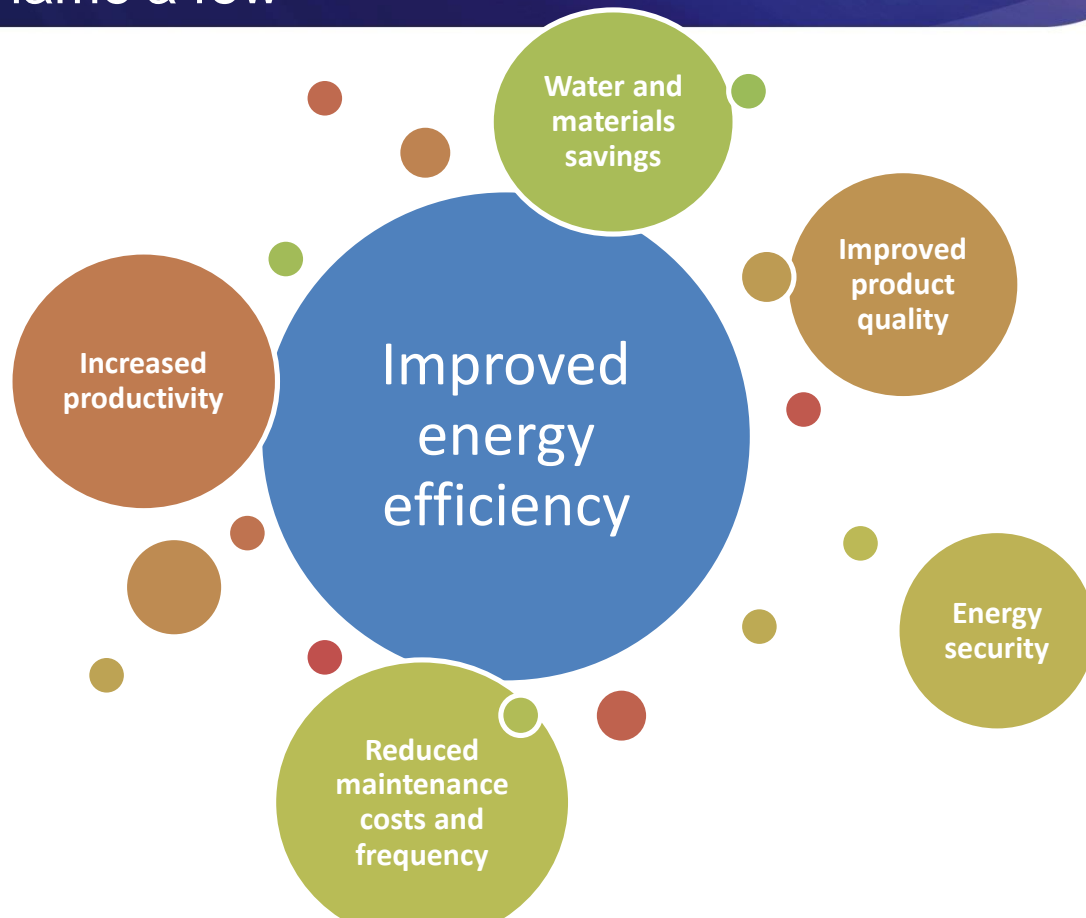 a few
Water and
materials
savings
Improved
product
quality
Increased
productivity
Improved
energy
efficiency
Energy
security
Reduced
maintenance
costs and
frequency